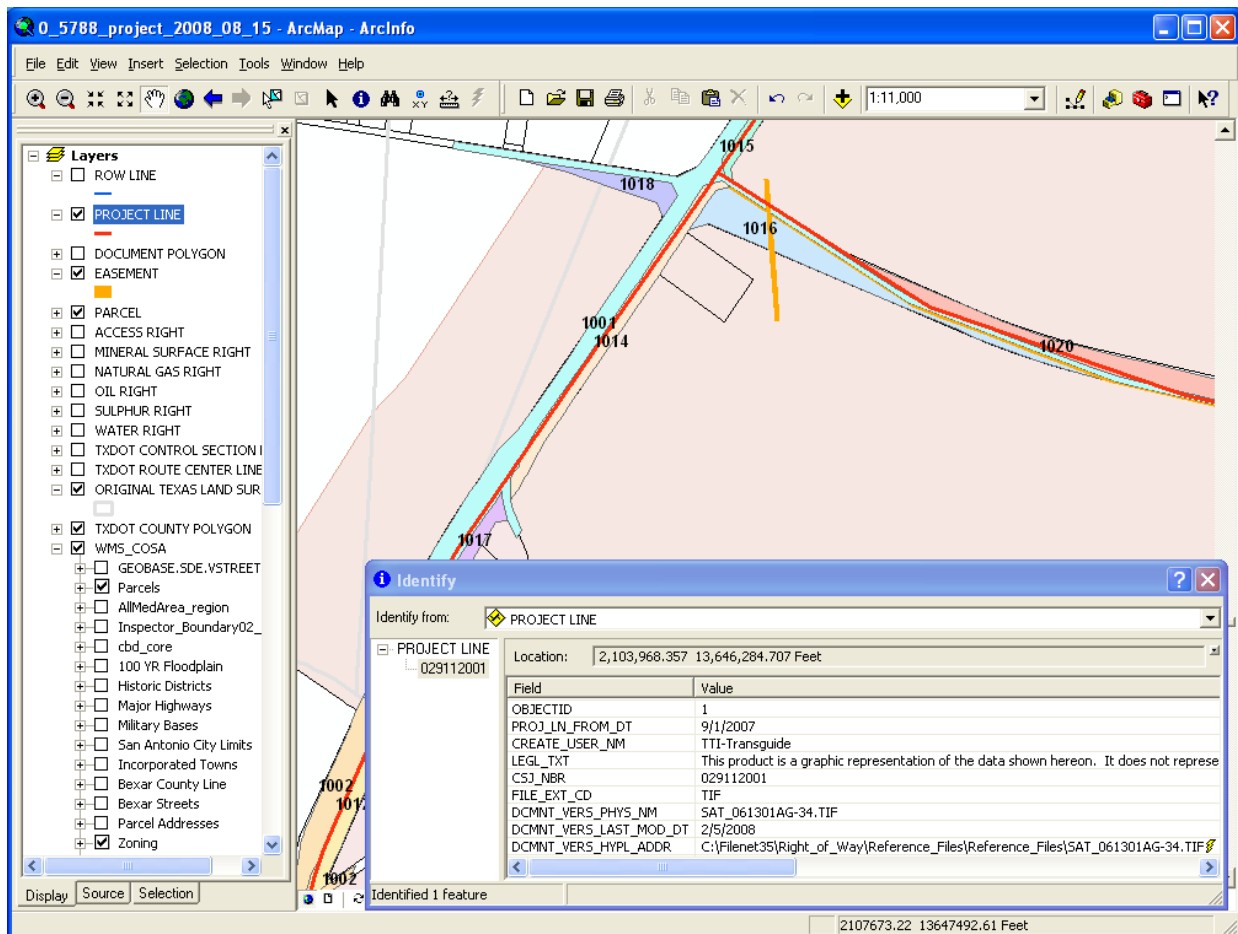 0_5788_project_2008_08_15 - ArcMap - ArcInfo
File Edit View Insert Selection Tools Window Help
1:11,000
Layers
ROW LINE
PROJECT LINE
DOCUMENT POLYGON
EASEMENT
PARCEL
ACCESS RIGHT
MINERAL SURFACE RIGHT
NATURAL GAS RIGHT
OIL RIGHT
SULPHUR RIGHT
WATER RIGHT
TXDOT CONTROL SECTION
TXDOT ROUTE CENTER LINE
ORIGINAL TEXAS LAND SUR
TXDOT COUNTY POLYGON
WMS_COSA
GEOBASE.SDE.VSTREET
Parcels
AllMedArea_region
Inspector_Boundary02_
cbd_core
100 YR Floodplain
Historic Districts
Major Highways
Military Bases
San Antonio City Limits
Incorporated Towns
Bexar County Line
Bexar Streets
Parcel Addresses
Zoning
Display Source Selection
1015
1018
1016
1001
1014
1020
1017
1002
1002
Identify
Identify from: PROJECT LINE
PROJECT LINE
029112001
Location: 2,103,968.357 13,646,284.707 Feet
Field Value
OBJECTID 1
PROJ_LN_FROM_DT 9/1/2007
CREATE_USER_NM TTI-Transguide
LEGL_TXT This product is a graphic representation of the data shown hereon. It does not represe
CSJ_NBR 029112001
FILE_EXT_CD TIF
DCMNT_VERS_PHYS_NM SAT_061301AG-34.TIF
DCMNT_VERS_LAST_MOD_DT 2/5/2008
DCMNT_VERS_HYPL_ADDR C:\Filenet35\Right_of_Way\Reference_Files\Reference_Files\SAT_061301AG-34.TIF
Identified 1 feature
2107673.22 13647492.61 Feet